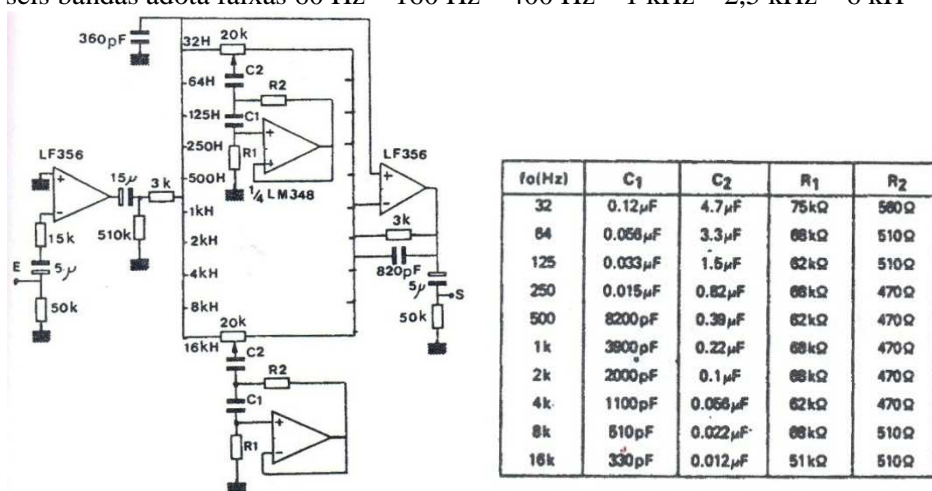 seis bandas adota faixas 60 Hz – 160 Hz – 400 Hz – 1 kHz – 2,5 kHz – 6 kH
360pF
32H
20k
C2
64H
R2
125H
C1
250H
R1
500H
1/4 LM348
1kH
2kH
4kH
8kH
16kH
20k
C2
R2
C1
R1
LF356
15µ
3k
510k
15k
E
5µ
50k
LF356
3k
820pF
5µ
S
50k
fo(Hz) C1 C2 R1 R2
32 0.12µF 4.7µF 75kΩ 560Ω
64 0.056µF 3.3µF 68kΩ 510Ω
125 0.033µF 1.5µF 62kΩ 510Ω
250 0.015µF 0.82µF 68kΩ 470Ω
500 8200pF 0.39µF 62kΩ 470Ω
1k 3900pF 0.22µF 68kΩ 470Ω
2k 2000pF 0.1µF 68kΩ 470Ω
4k 1100pF 0.056µF 62kΩ 470Ω
8k 510pF 0.022µF 68kΩ 510Ω
16k 330pF 0.012µF 51kΩ 510Ω